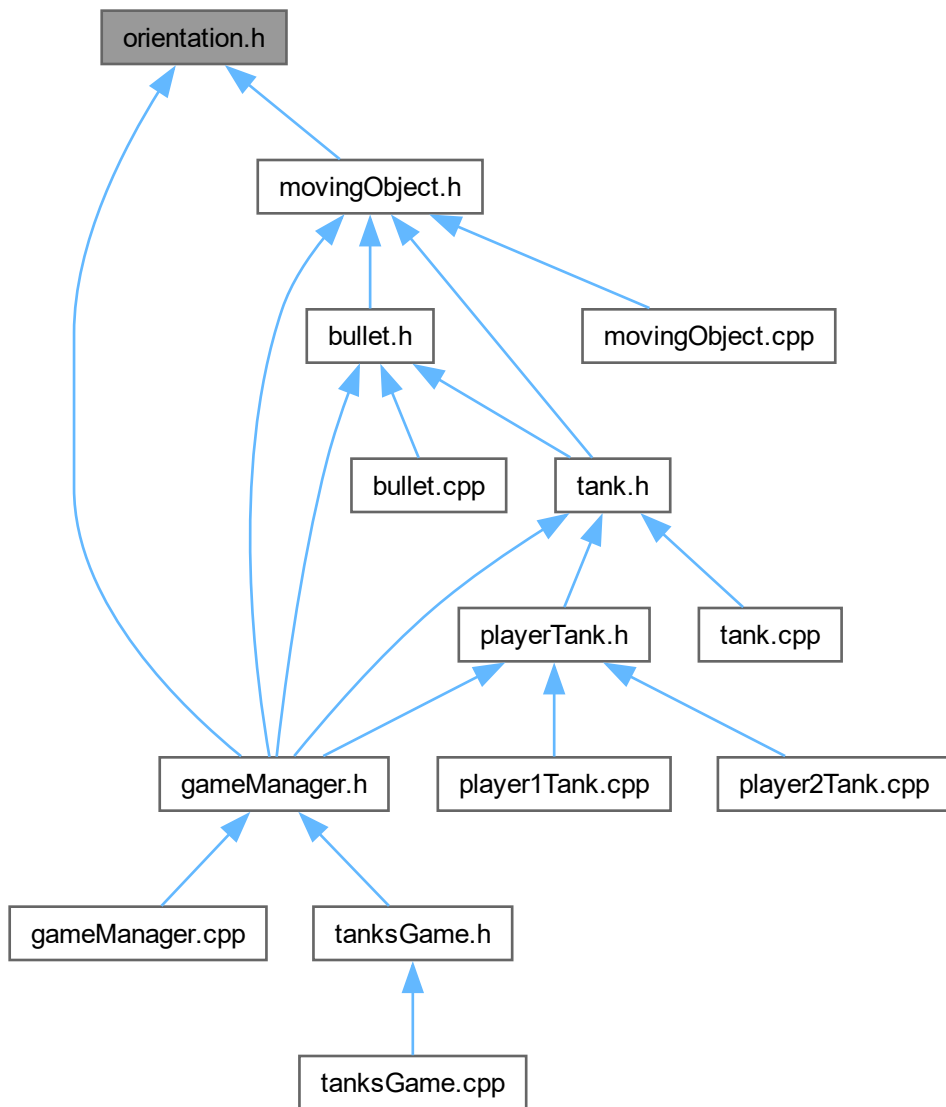 orientation.h
movingObject.h
bullet.h
movingObject.cpp
bullet.cpp
tank.h
playerTank.h
tank.cpp
gameManager.h
player1Tank.cpp
player2Tank.cpp
gameManager.cpp
tanksGame.h
tanksGame.cpp